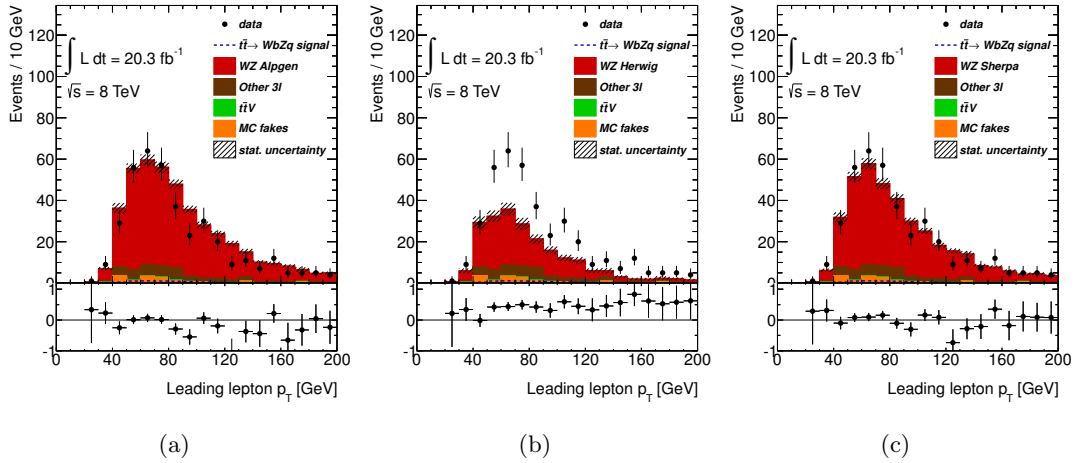 Events / 10 GeV
120
100
80
60
40
20
data
tt̄→ WbZq signal
WZ Alpgen
Other 3l
tt̄V
MC fakes
stat. uncertainty
∫ L dt = 20.3 fb⁻¹
√s = 8 TeV
1
0
-1
40 80 120 160 200
Leading lepton p_T [GeV]
(a)
Events / 10 GeV
120
100
80
60
40
20
data
tt̄→ WbZq signal
WZ Herwig
Other 3l
tt̄V
MC fakes
stat. uncertainty
∫ L dt = 20.3 fb⁻¹
√s = 8 TeV
1
0
-1
40 80 120 160 200
Leading lepton p_T [GeV]
(b)
Events / 10 GeV
120
100
80
60
40
20
data
tt̄→ WbZq signal
WZ Sherpa
Other 3l
tt̄V
MC fakes
stat. uncertainty
∫ L dt = 20.3 fb⁻¹
√s = 8 TeV
1
0
-1
40 80 120 160 200
Leading lepton p_T [GeV]
(c)